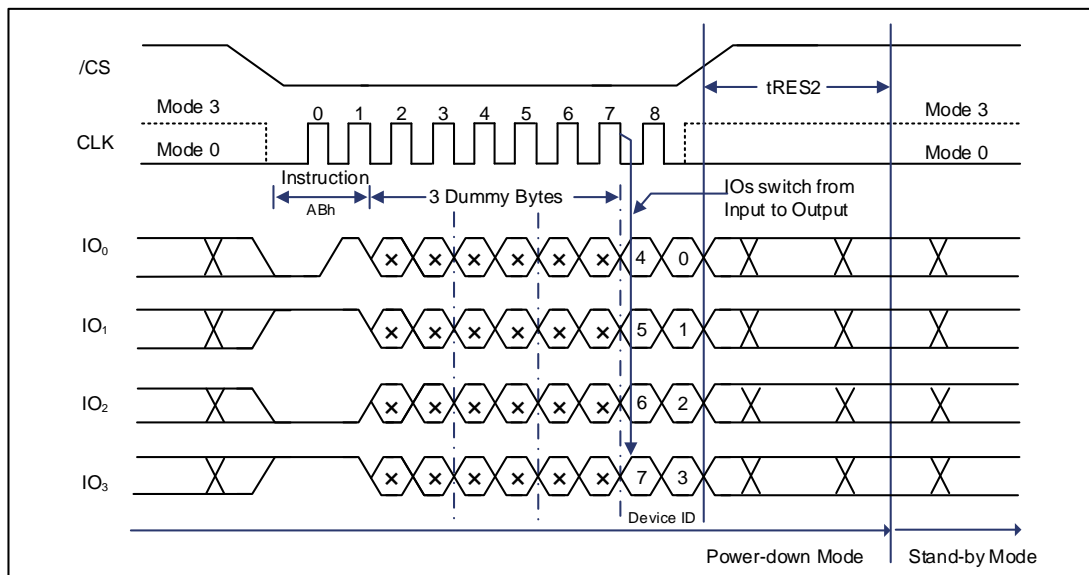 /CS
tRES2
Mode 3
0 1 2 3 4 5 6 7 8
Mode 3
CLK
Mode 0
Mode 0
Instruction
ABh
3 Dummy Bytes
IOs switch from
Input to Output
IO0
× × × × × × 4 0
IO1
× × × × × × 5 1
IO2
× × × × × × 6 2
IO3
× × × × × × 7 3
Device ID
Power-down Mode
Stand-by Mode